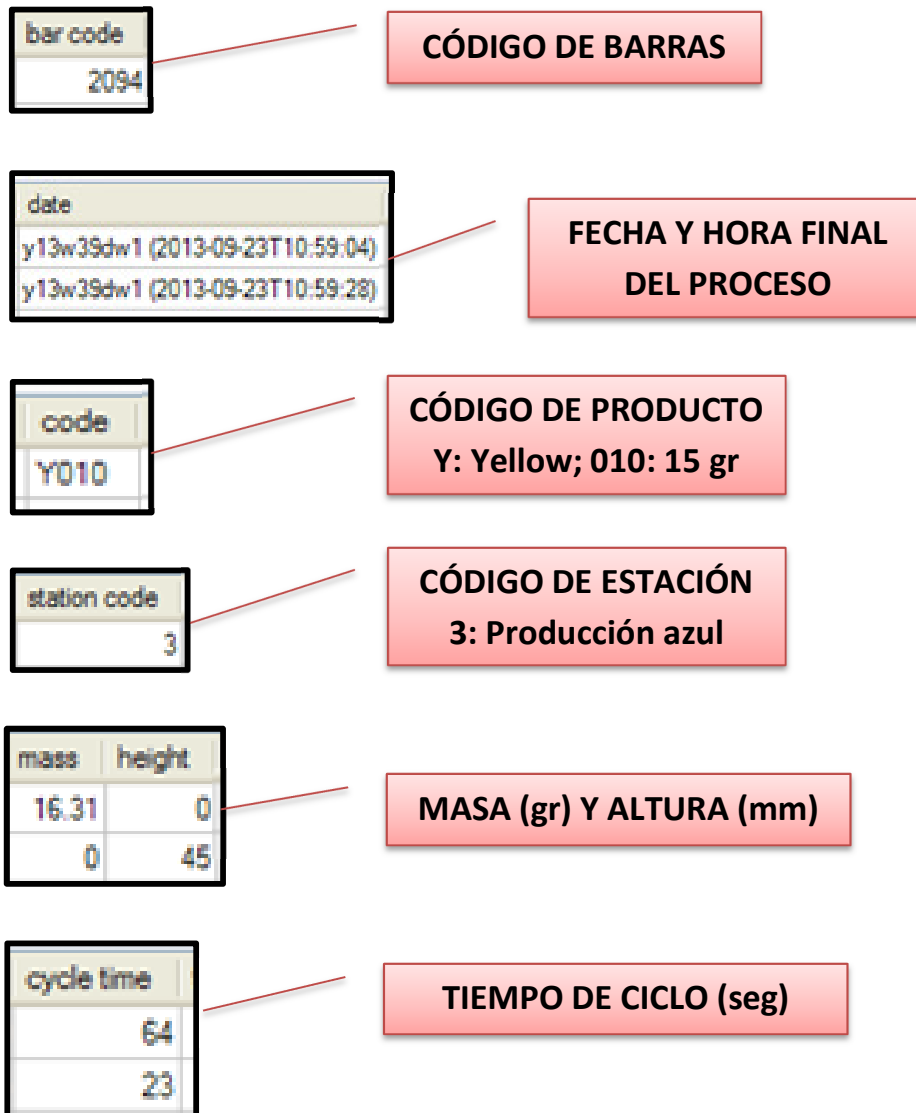 bar code
2094
CÓDIGO DE BARRAS
date
y13w39dw1 (2013-09-23T10:59:04)
y13w39dw1 (2013-09-23T10:59:28)
FECHA Y HORA FINAL
DEL PROCESO
code
Y010
CÓDIGO DE PRODUCTO
Y: Yellow; 010: 15 gr
station code
3
CÓDIGO DE ESTACIÓN
3: Producción azul
mass height
16.31 0
0 45
MASA (gr) Y ALTURA (mm)
cycle time
64
23
TIEMPO DE CICLO (seg)